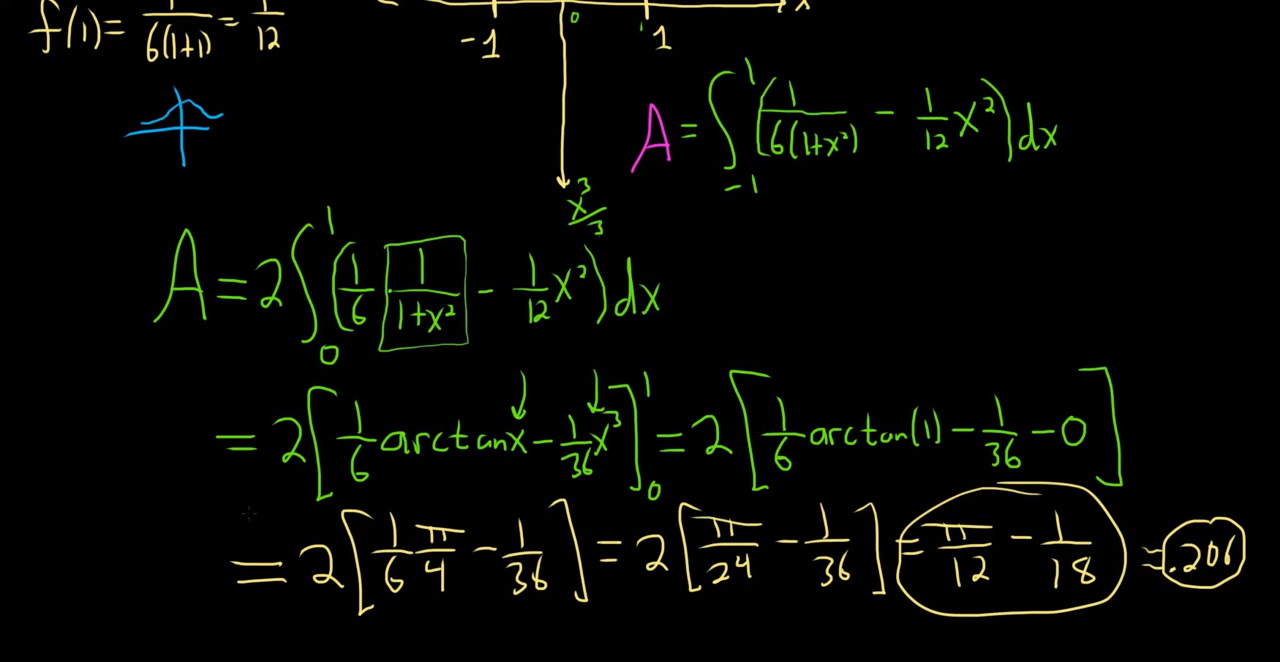 f(1) = 1/6(1+1) = 1/12
-1 0 1 x
A = ∫_{-1}^{1} (1/6(1+x²) - 1/12 x²) dx
x³/3
A = 2∫_{0}^{1} (1/6 · 1/1+x² - 1/12 x²) dx
= 2[1/6 arctanx - 1/36 x³]_{0}^{1} = 2[1/6 arctan(1) - 1/36 - 0]
= 2[1/6 π/4 - 1/36] = 2[π/24 - 1/36] = π/12 - 1/18 ≈ .206